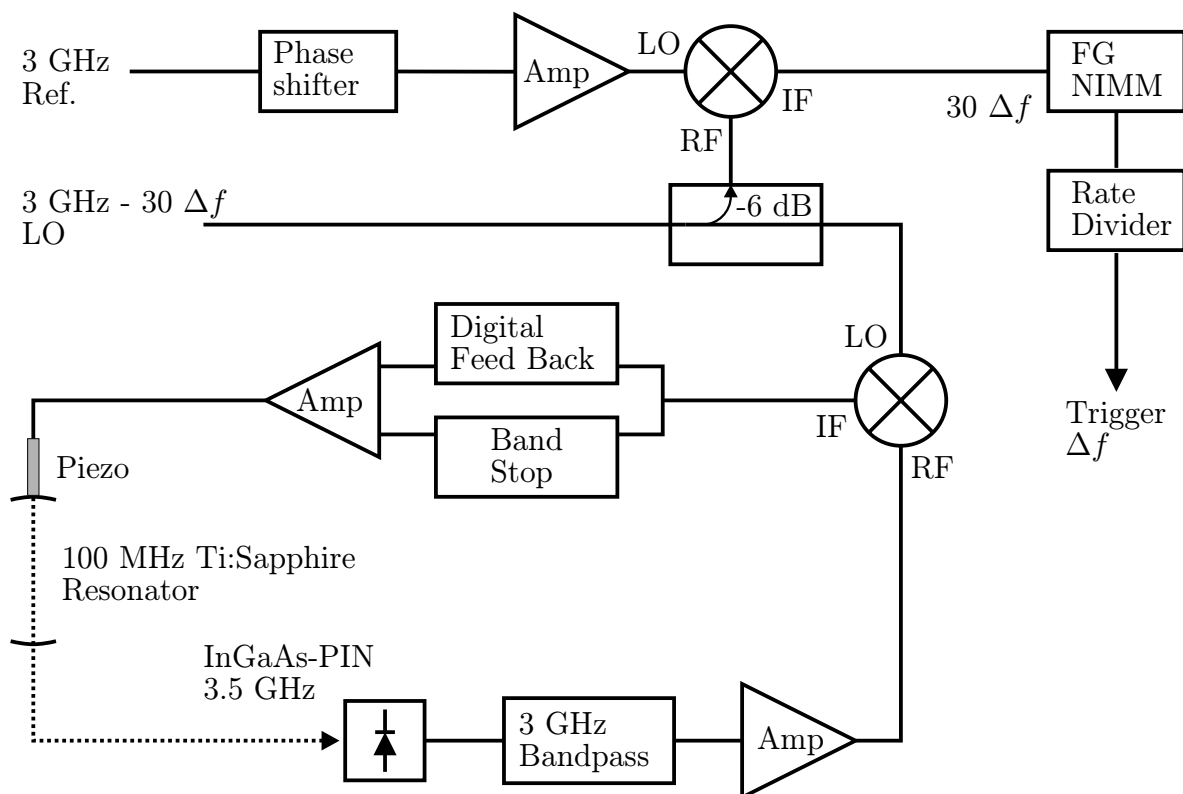 3 GHz
Ref.
Phase
shifter
Amp
LO
RF
IF
30 Δf
FG
NIMM
3 GHz - 30 Δf
LO
-6 dB
Rate
Divider
Digital
Feed Back
Amp
Band
Stop
LO
IF
RF
Trigger
Δf
Piezo
100 MHz Ti:Sapphire
Resonator
InGaAs-PIN
3.5 GHz
3 GHz
Bandpass
Amp